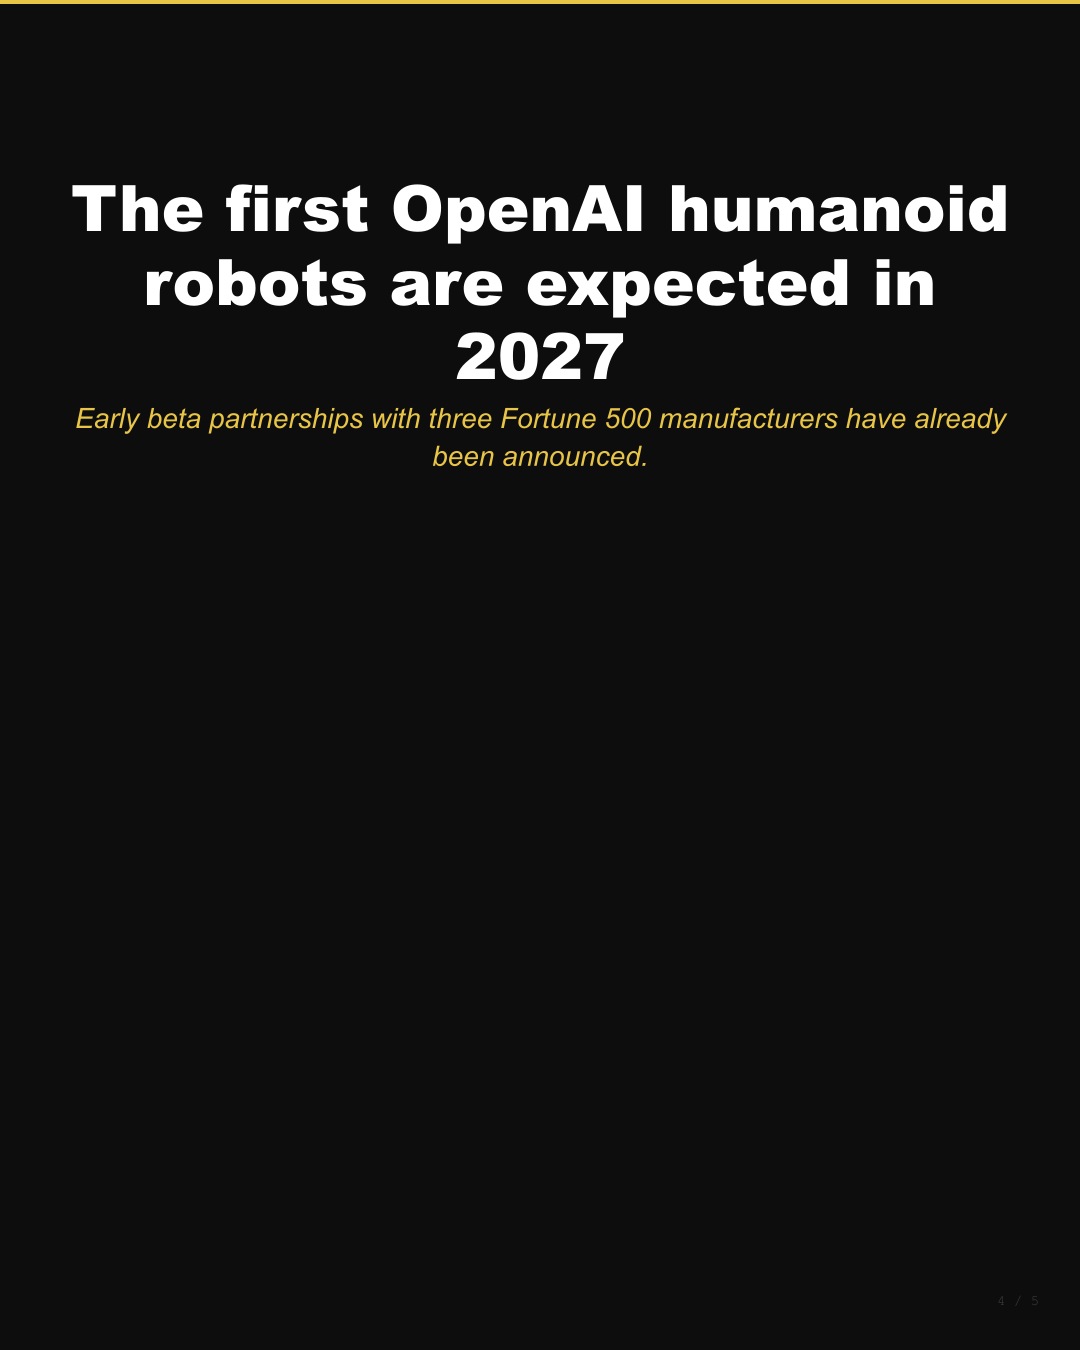 The first OpenAI humanoid
robots are expected in
2027
Early beta partnerships with three Fortune 500 manufacturers have already
been announced.
4 / 5